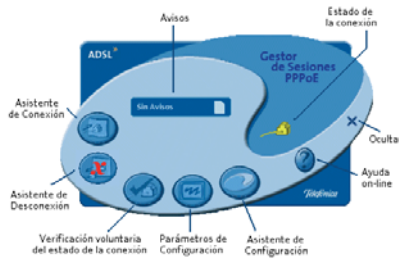 Estado de
la conexión
Avisos
ADSL
Gestor
de Sesiones
PPPoE
Sin Avisos
Asistente
de Conexión
Oculta
Ayuda
on-line
Asistente de
Desconexión
Telefónica
Verificación voluntaria
del estado de la conexión
Parámetros de
Configuración
Asistente de
Configuración